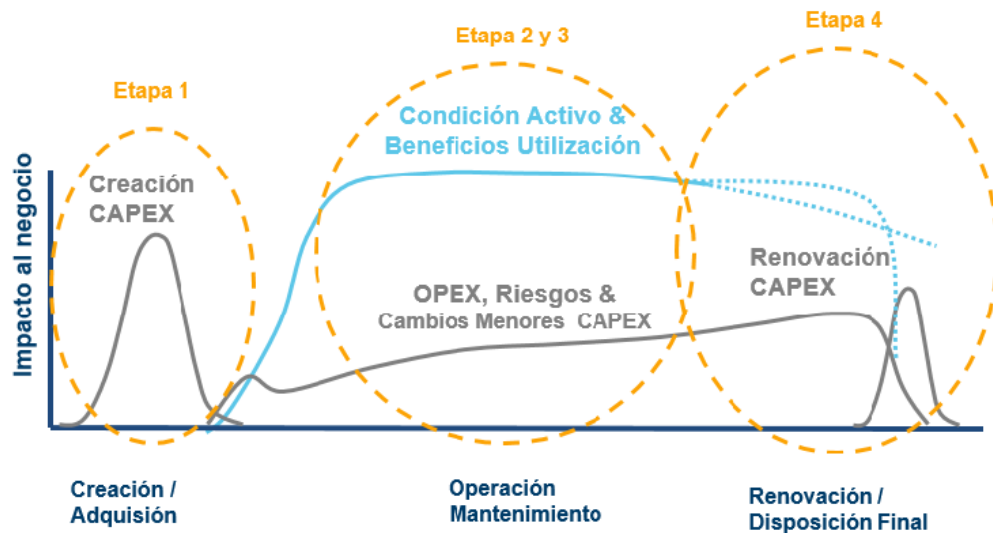 Etapa 1
Etapa 2 y 3
Etapa 4
Condición Activo &
Beneficios Utilización
Creación
CAPEX
Impacto al negocio
OPEX, Riesgos &
Cambios Menores CAPEX
Renovación
CAPEX
Creación /
Adquisión
Operación
Mantenimiento
Renovación /
Disposición Final